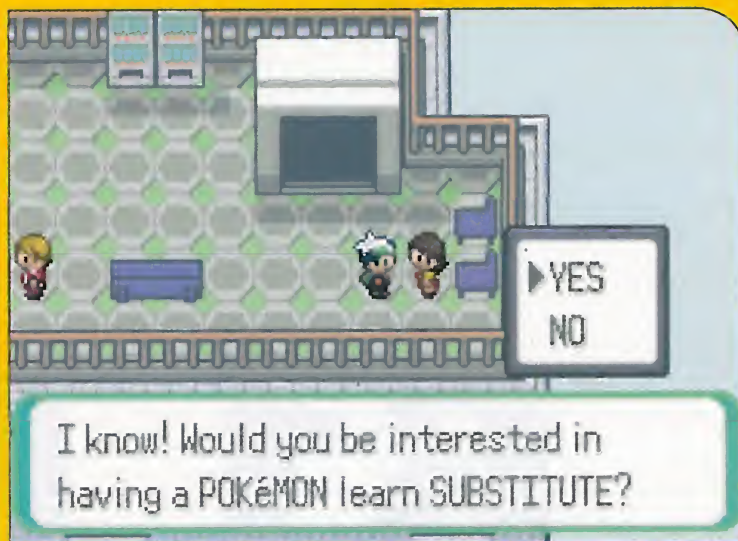 YES
NO
I know! Would you be interested in
having a POKéMON learn SUBSTITUTE?